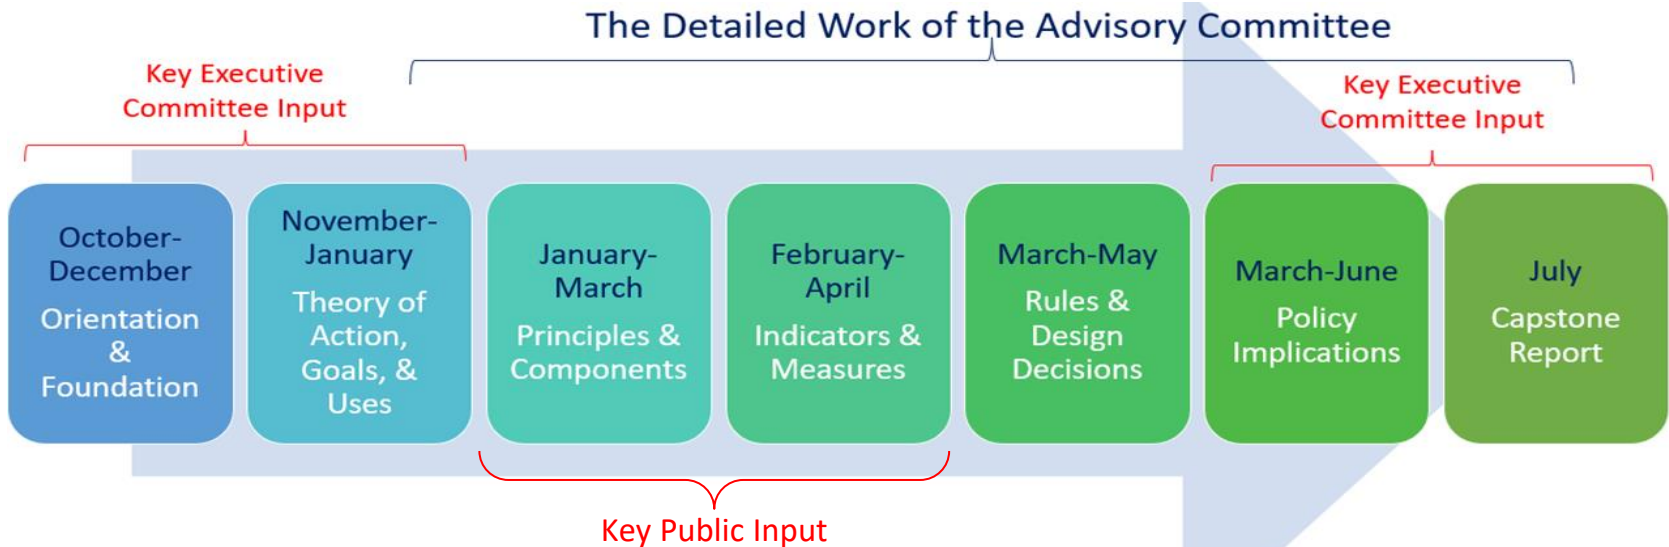 The Detailed Work of the Advisory Committee
Key Executive
Committee Input
Key Executive
Committee Input
October-
December
Orientation
&
Foundation
November-
January
Theory of
Action,
Goals, &
Uses
January-
March
Principles &
Components
February-
April
Indicators &
Measures
March-May
Rules &
Design
Decisions
March-June
Policy
Implications
July
Capstone
Report
Key Public Input